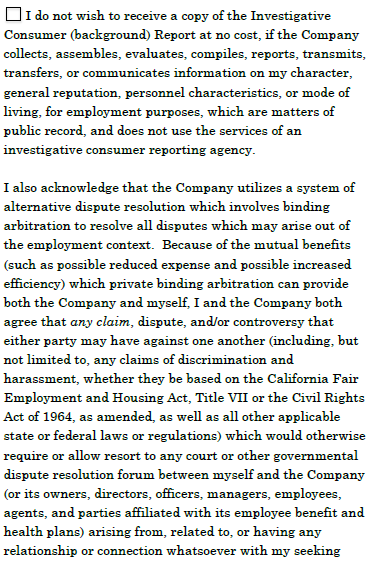 I do not wish to receive a copy of the Investigative
Consumer (background) Report at no cost, if the Company
collects, assembles, evaluates, compiles, reports, transmits,
transfers, or communicates information on my character,
general reputation, personnel characteristics, or mode of
living, for employment purposes, which are matters of
public record, and does not use the services of an
investigative consumer reporting agency.

I also acknowledge that the Company utilizes a system of
alternative dispute resolution which involves binding
arbitration to resolve all disputes which may arise out of
the employment context.  Because of the mutual benefits
(such as possible reduced expense and possible increased
efficiency) which private binding arbitration can provide
both the Company and myself, I and the Company both
agree that any claim, dispute, and/or controversy that
either party may have against one another (including, but
not limited to, any claims of discrimination and
harassment, whether they be based on the California Fair
Employment and Housing Act, Title VII or the Civil Rights
Act of 1964, as amended, as well as all other applicable
state or federal laws or regulations) which would otherwise
require or allow resort to any court or other governmental
dispute resolution forum between myself and the Company
(or its owners, directors, officers, managers, employees,
agents, and parties affiliated with its employee benefit and
health plans) arising from, related to, or having any
relationship or connection whatsoever with my seeking